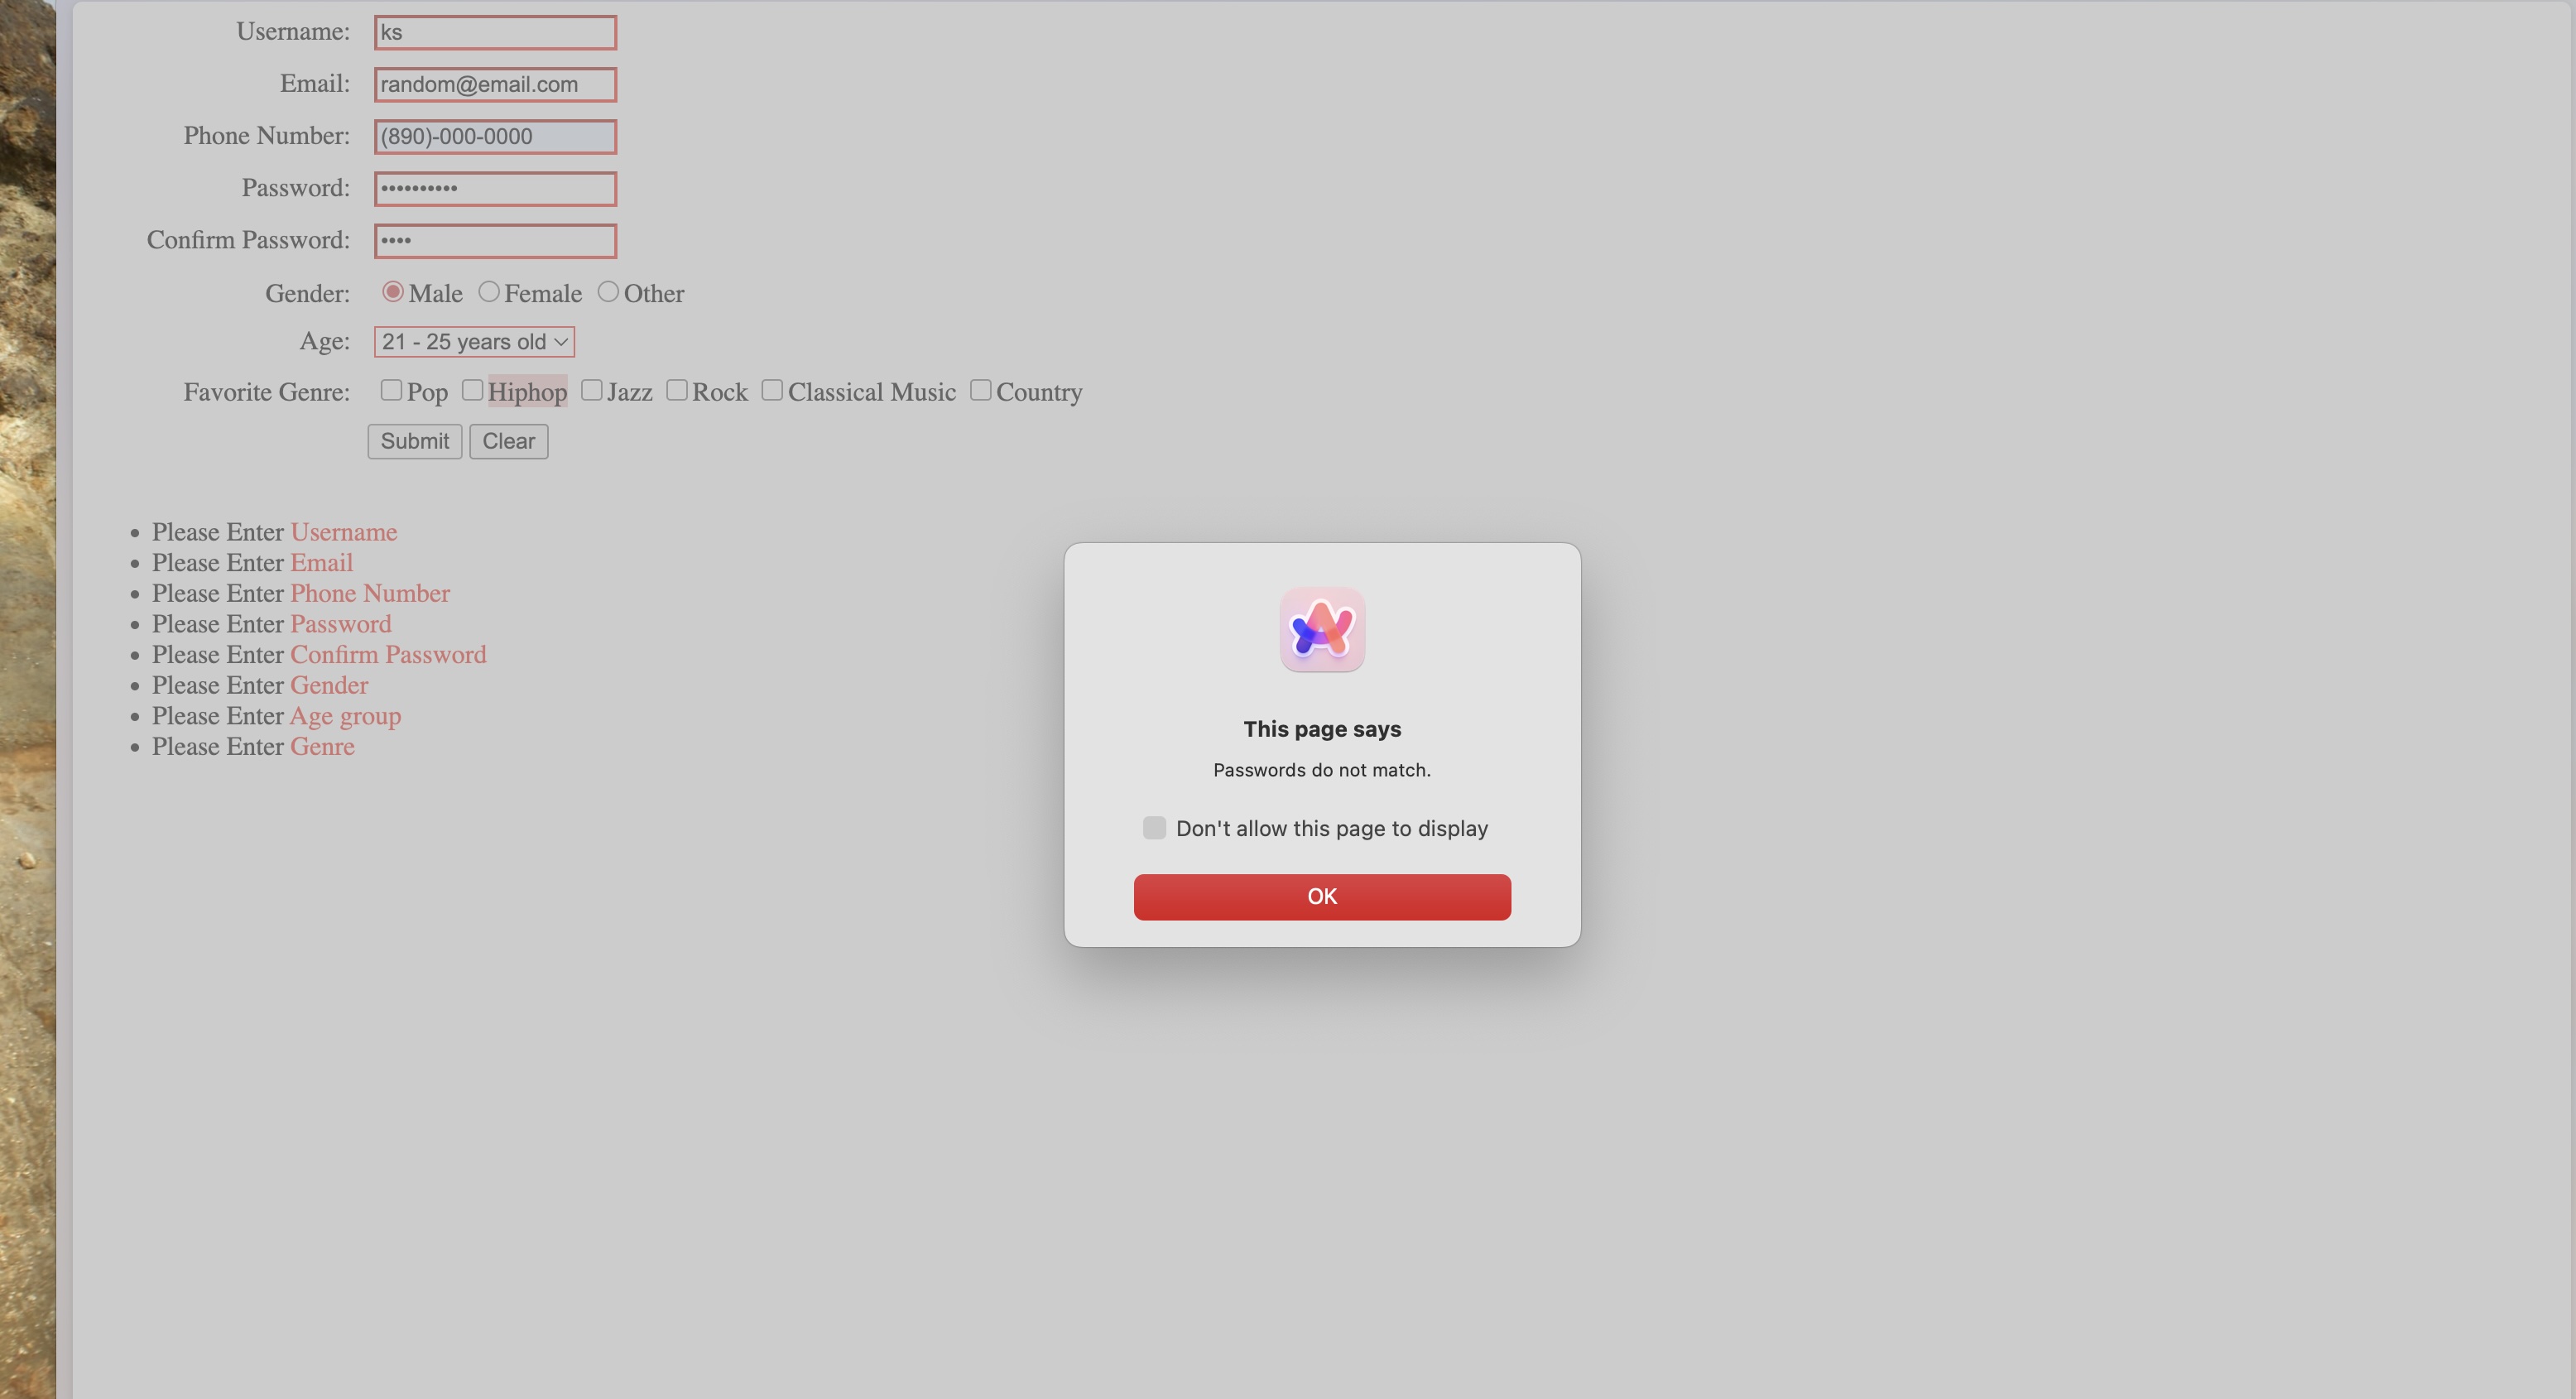 Username: ks
Email: random@email.com
Phone Number: (890)-000-0000
Password: ••••••••••
Confirm Password: ••••
Gender: Male Female Other
Age: 21 - 25 years old
Favorite Genre: Pop Hiphop Jazz Rock Classical Music Country
Submit Clear
• Please Enter Username
• Please Enter Email
• Please Enter Phone Number
• Please Enter Password
• Please Enter Confirm Password
• Please Enter Gender
• Please Enter Age group
• Please Enter Genre
This page says
Passwords do not match.
Don't allow this page to display
OK